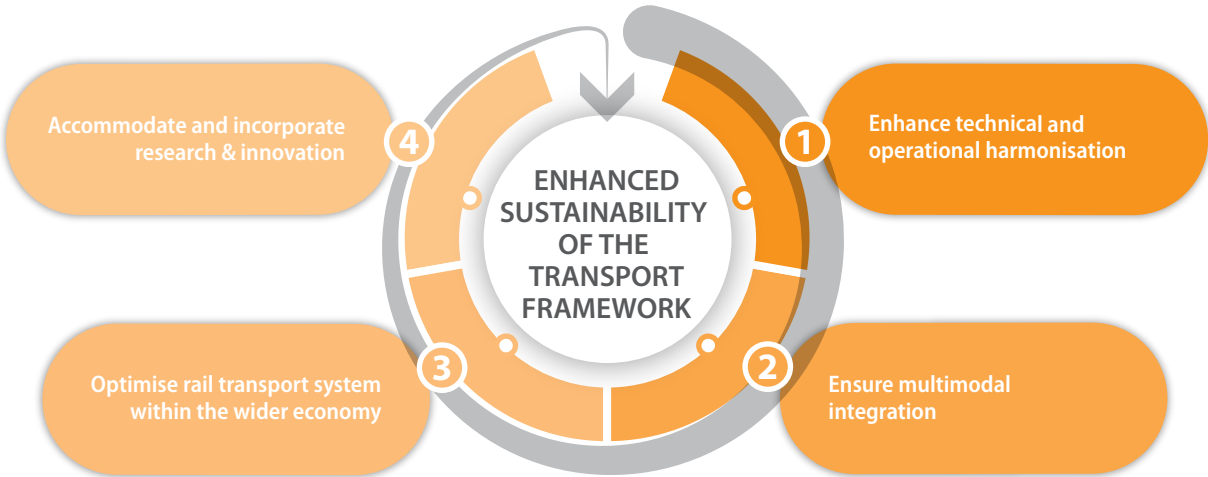 1
Enhance technical and
operational harmonisation
2
Ensure multimodal
integration
3
Optimise rail transport system
within the wider economy
4
Accommodate and incorporate
research & innovation
ENHANCED
SUSTAINABILITY
OF THE
TRANSPORT
FRAMEWORK